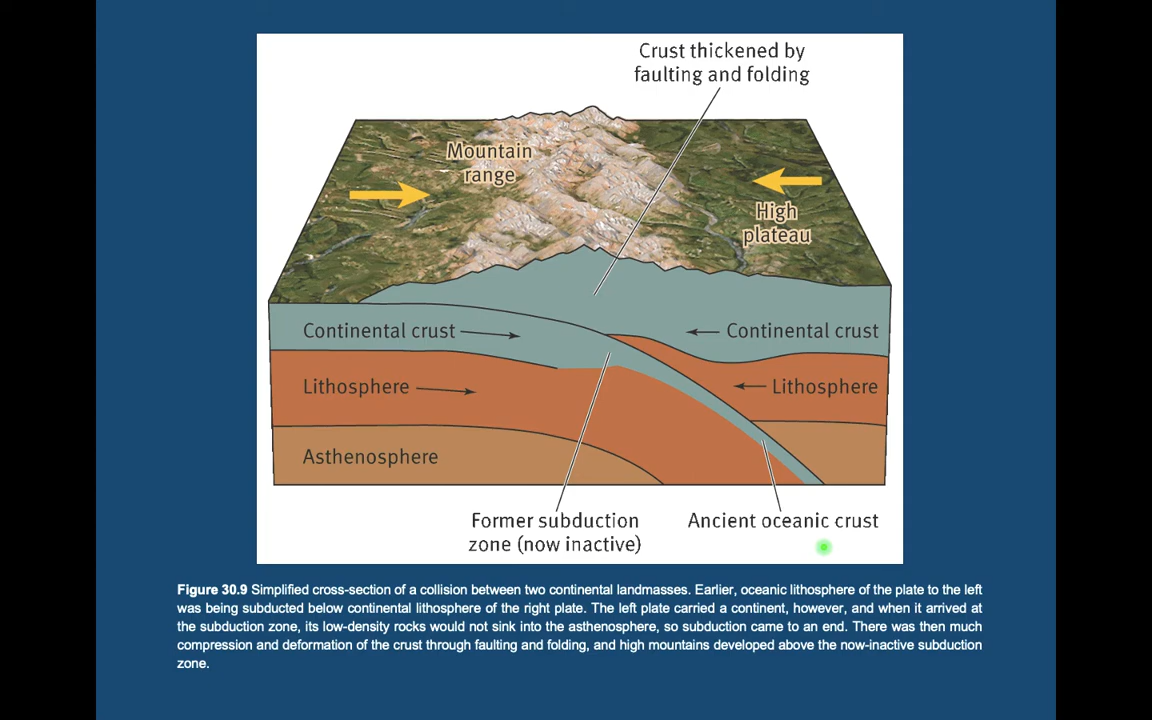 Crust thickened by
faulting and folding
Mountain
range
High
plateau
Continental crust
Continental crust
Lithosphere
Lithosphere
Asthenosphere
Former subduction
zone (now inactive)
Ancient oceanic crust
Figure 30.9 Simplified cross-section of a collision between two continental landmasses. Earlier, oceanic lithosphere of the plate to the left
was being subducted below continental lithosphere of the right plate. The left plate carried a continent, however, and when it arrived at
the subduction zone, its low-density rocks would not sink into the asthenosphere, so subduction came to an end. There was then much
compression and deformation of the crust through faulting and folding, and high mountains developed above the now-inactive subduction
zone.